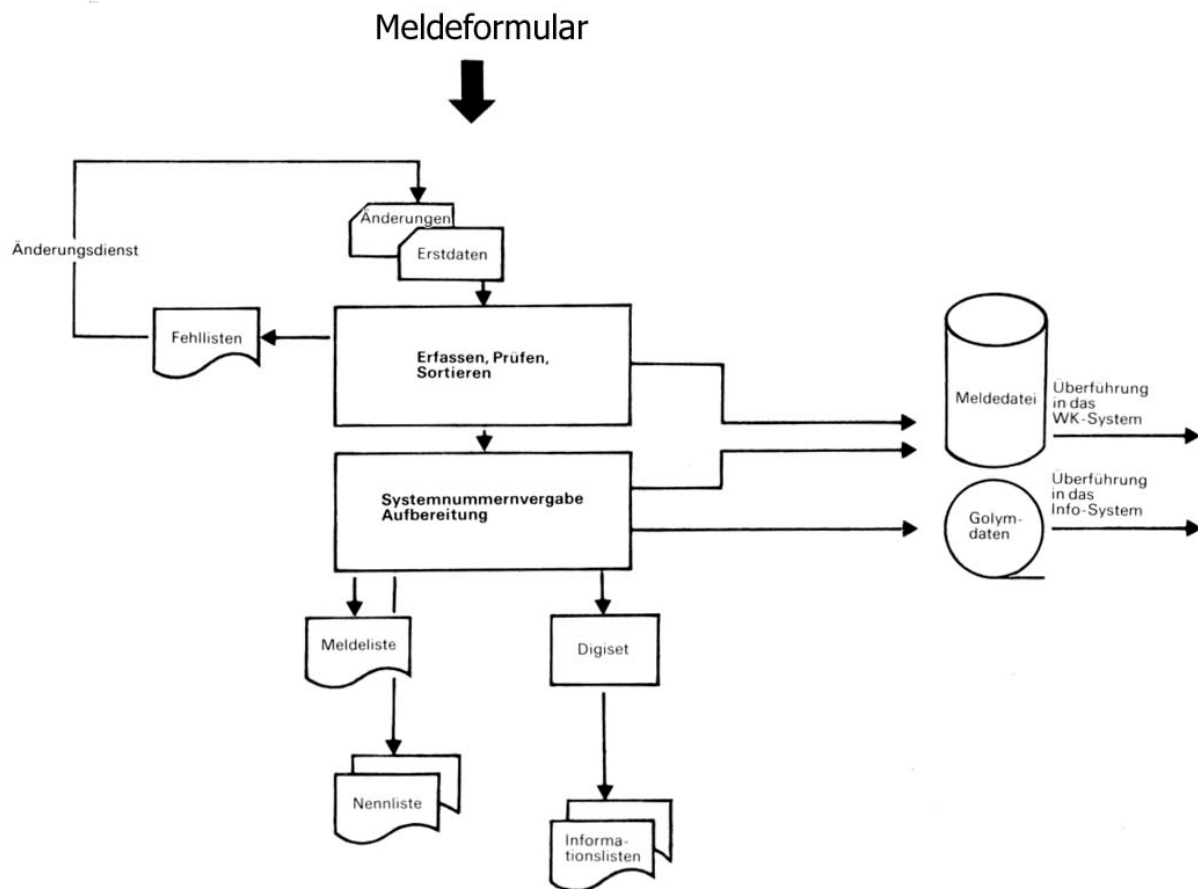 Meldeformular
Änderungen
Erstdaten
Änderungsdienst
Fehllisten
Erfassen, Prüfen,
Sortieren
Meldedatei
Überführung
in das
WK-System
Systemnummernvergabe
Aufbereitung
Golym-
daten
Überführung
in das
Info-System
Meldeliste
Digiset
Nennliste
Informa-
tionslisten